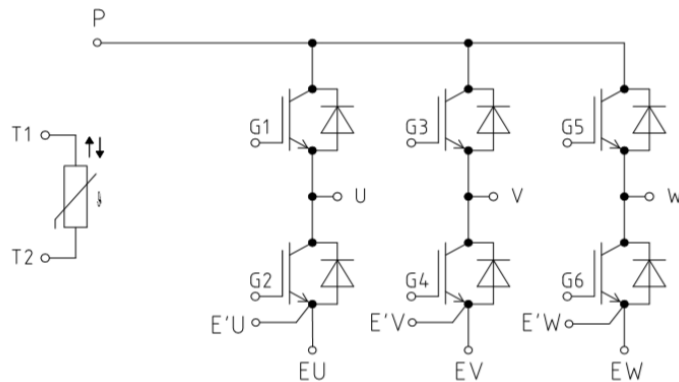 P
T1
G1 G3 G5
U V W
T2
G2 G4 G6
E'U E'V E'W
EU EV EW